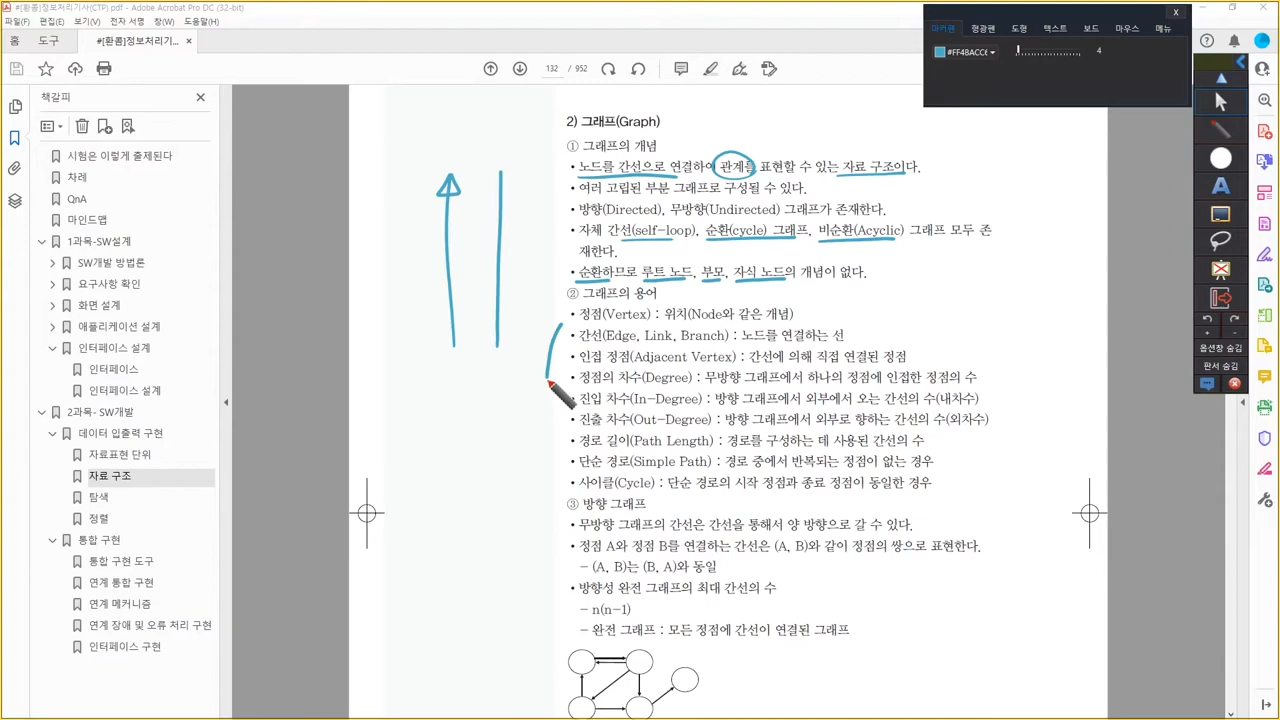 #[환콤]정보처리기사(CTP).pdf - Adobe Acrobat Pro DC (32-bit)
파일(F) 편집(E) 보기(V) 전자 서명 창(W) 도움말(H)
홈 도구 #[환콤]정보처리기... ×
132 / 952
책갈피
시험은 이렇게 출제된다
차례
QnA
마인드맵
1과목-SW설계
SW개발 방법론
요구사항 확인
화면 설계
애플리케이션 설계
인터페이스 설계
인터페이스
인터페이스 설계
2과목- SW개발
데이터 입출력 구현
자료표현 단위
자료 구조
탐색
정렬
통합 구현
통합 구현 도구
연계 통합 구현
연계 메커니즘
연계 장애 및 오류 처리 구현
인터페이스 구현
2) 그래프(Graph)
① 그래프의 개념
• 노드를 간선으로 연결하여 관계를 표현할 수 있는 자료 구조이다.
• 여러 고립된 부분 그래프로 구성될 수 있다.
• 방향(Directed), 무방향(Undirected) 그래프가 존재한다.
• 자체 간선(self-loop), 순환(cycle) 그래프, 비순환(Acyclic) 그래프 모두 존
재한다.
• 순환하므로 루트 노드, 부모, 자식 노드의 개념이 없다.
② 그래프의 용어
• 정점(Vertex) : 위치(Node와 같은 개념)
• 간선(Edge, Link, Branch) : 노드를 연결하는 선
• 인접 정점(Adjacent Vertex) : 간선에 의해 직접 연결된 정점
• 정점의 차수(Degree) : 무방향 그래프에서 하나의 정점에 인접한 정점의 수
• 진입 차수(In-Degree) : 방향 그래프에서 외부에서 오는 간선의 수(내차수)
• 진출 차수(Out-Degree) : 방향 그래프에서 외부로 향하는 간선의 수(외차수)
• 경로 길이(Path Length) : 경로를 구성하는 데 사용된 간선의 수
• 단순 경로(Simple Path) : 경로 중에서 반복되는 정점이 없는 경우
• 사이클(Cycle) : 단순 경로의 시작 정점과 종료 정점이 동일한 경우
③ 방향 그래프
• 무방향 그래프의 간선은 간선을 통해서 양 방향으로 갈 수 있다.
• 정점 A와 정점 B를 연결하는 간선은 (A, B)와 같이 정점의 쌍으로 표현한다.
- (A, B)는 (B, A)와 동일
• 방향성 완전 그래프의 최대 간선의 수
- n(n-1)
- 완전 그래프 : 모든 정점에 간선이 연결된 그래프
X
마커펜 형광펜 도형 텍스트 보드 마우스 메뉴
#FF4BACC6 4
옵션창 숨김
판서 숨김